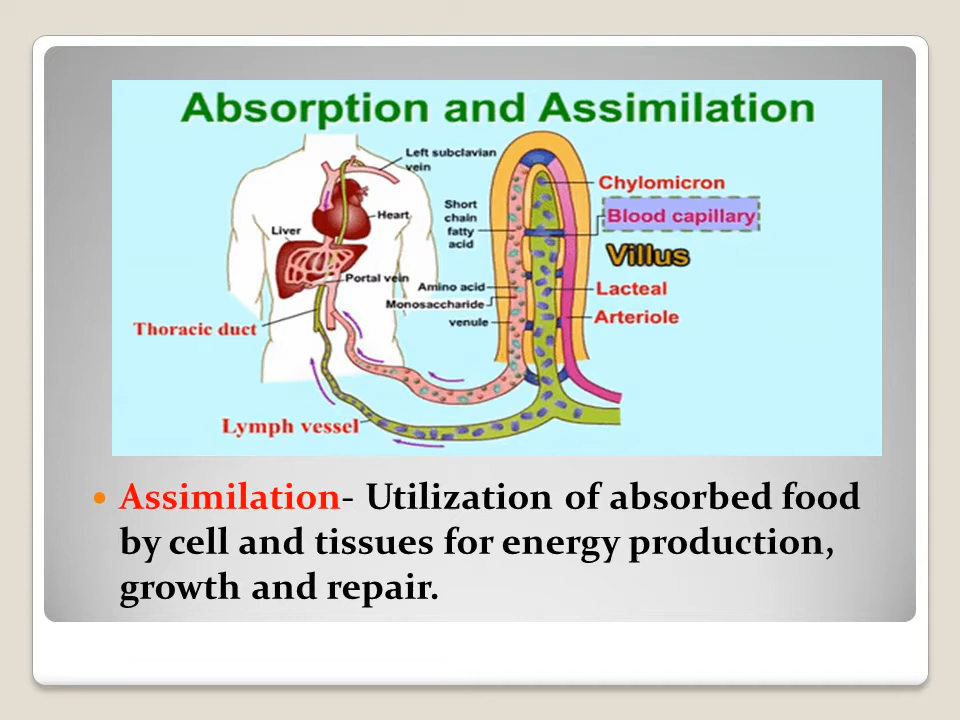 Absorption and Assimilation
Left subclavian
vein
Chylomicron
Short
chain
fatty
acid
Blood capillary
Heart
Liver
Villus
Portal vein
Amino acid
Lacteal
Monosaccharide
Thoracic duct
venule
Arteriole
Lymph vessel
Assimilation- Utilization of absorbed food
by cell and tissues for energy production,
growth and repair.